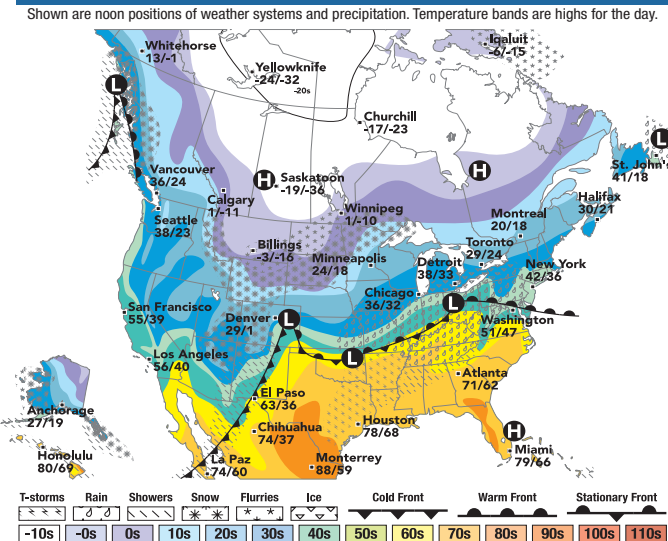 Shown are noon positions of weather systems and precipitation. Temperature bands are highs for the day.
Whitehorse
13/-1
Yellowknife
-24/-32
-20s
Iqaluit
-6/-15
L
Churchill
-17/-23
L
St. John's
41/18
Vancouver
36/24
Calgary
1/-11
H
Saskatoon
-19/-36
H
Winnipeg
1/-10
Halifax
30/21
Montreal
20/18
Seattle
38/23
Billings
-3/-16
Minneapolis
24/18
Toronto
29/24
Detroit
38/33
New York
42/36
Chicago
36/32
San Francisco
55/39
Denver
29/1
L
L
Washington
51/47
Los Angeles
56/40
L
Atlanta
71/62
El Paso
63/36
Anchorage
27/19
Chihuahua
74/37
Houston
78/68
H
Miami
79/66
Honolulu
80/69
La Paz
74/60
Monterrey
88/59
T-storms Rain Showers Snow Flurries Ice Cold Front Warm Front Stationary Front
-10s -0s 0s 10s 20s 30s 40s 50s 60s 70s 80s 90s 100s 110s